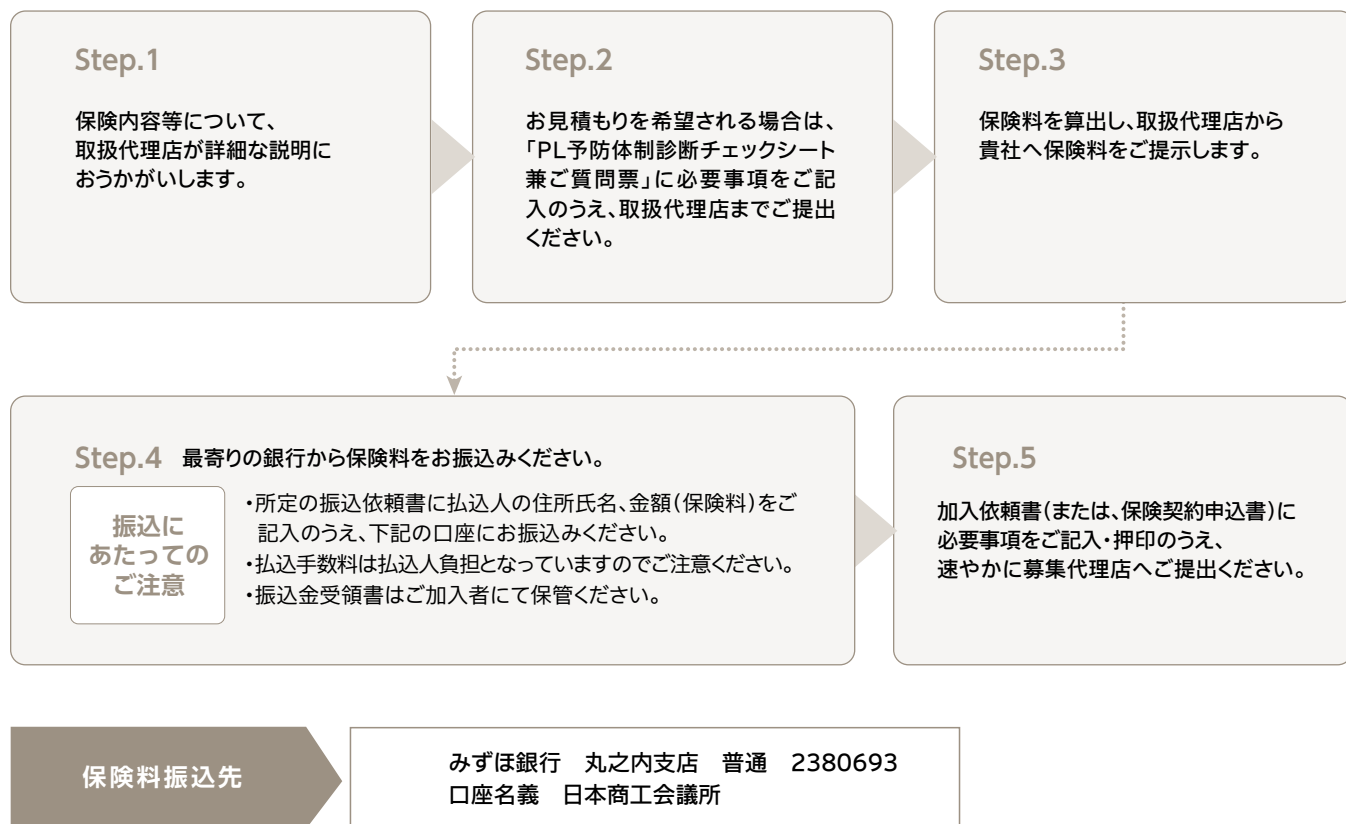 Step.1
保険内容等について、
取扱代理店が詳細な説明に
おうかがいします。
Step.2
お見積もりを希望される場合は、
「PL予防体制診断チェックシート
兼ご質問票」に必要事項をご記
入のうえ、取扱代理店までご提出
ください。
Step.3
保険料を算出し、取扱代理店から
貴社へ保険料をご提示します。
Step.4 最寄りの銀行から保険料をお振込みください。
振込に
あたっての
ご注意
・所定の振込依頼書に払込人の住所氏名、金額(保険料)をご
記入のうえ、下記の口座にお振込みください。
・払込手数料は払込人負担となっていますのでご注意ください。
・振込金受領書はご加入者にて保管ください。
Step.5
加入依頼書(または、保険契約申込書)に
必要事項をご記入・押印のうえ、
速やかに募集代理店へご提出ください。
保険料振込先
みずほ銀行 丸之内支店 普通 2380693
口座名義 日本商工会議所